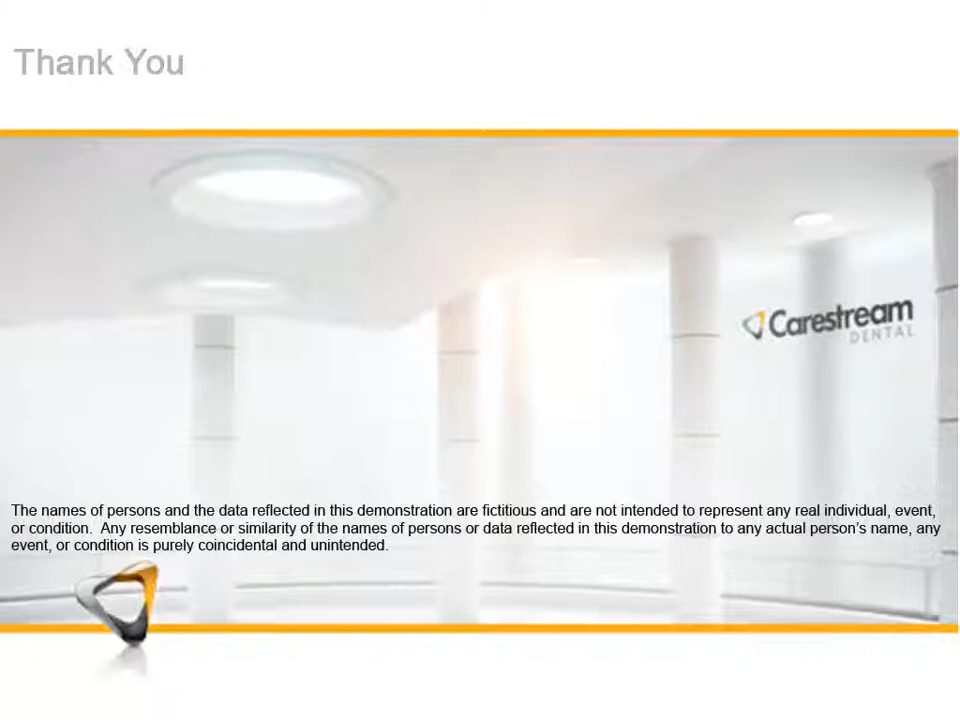 Thank You
Carestream
DENTAL
The names of persons and the data reflected in this demonstration are fictitious and are not intended to represent any real individual, event,
or condition.  Any resemblance or similarity of the names of persons or data reflected in this demonstration to any actual person's name, any
event, or condition is purely coincidental and unintended.